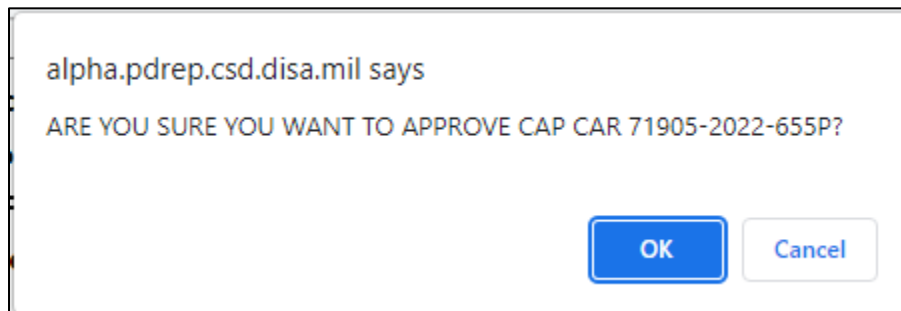 alpha.pdrep.csd.disa.mil says
ARE YOU SURE YOU WANT TO APPROVE CAP CAR 71905-2022-655P?
OK
Cancel